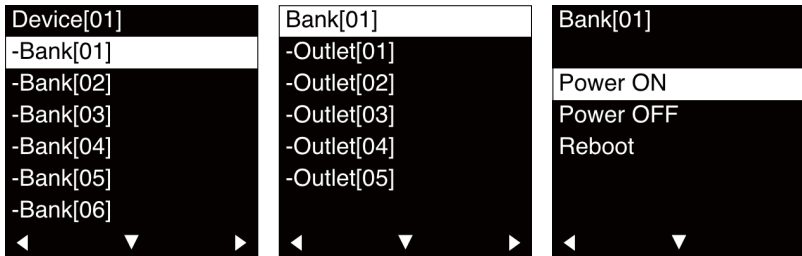 Device[01]
-Bank[01]
-Bank[02]
-Bank[03]
-Bank[04]
-Bank[05]
-Bank[06]
Bank[01]
-Outlet[01]
-Outlet[02]
-Outlet[03]
-Outlet[04]
-Outlet[05]
Bank[01]
Power ON
Power OFF
Reboot